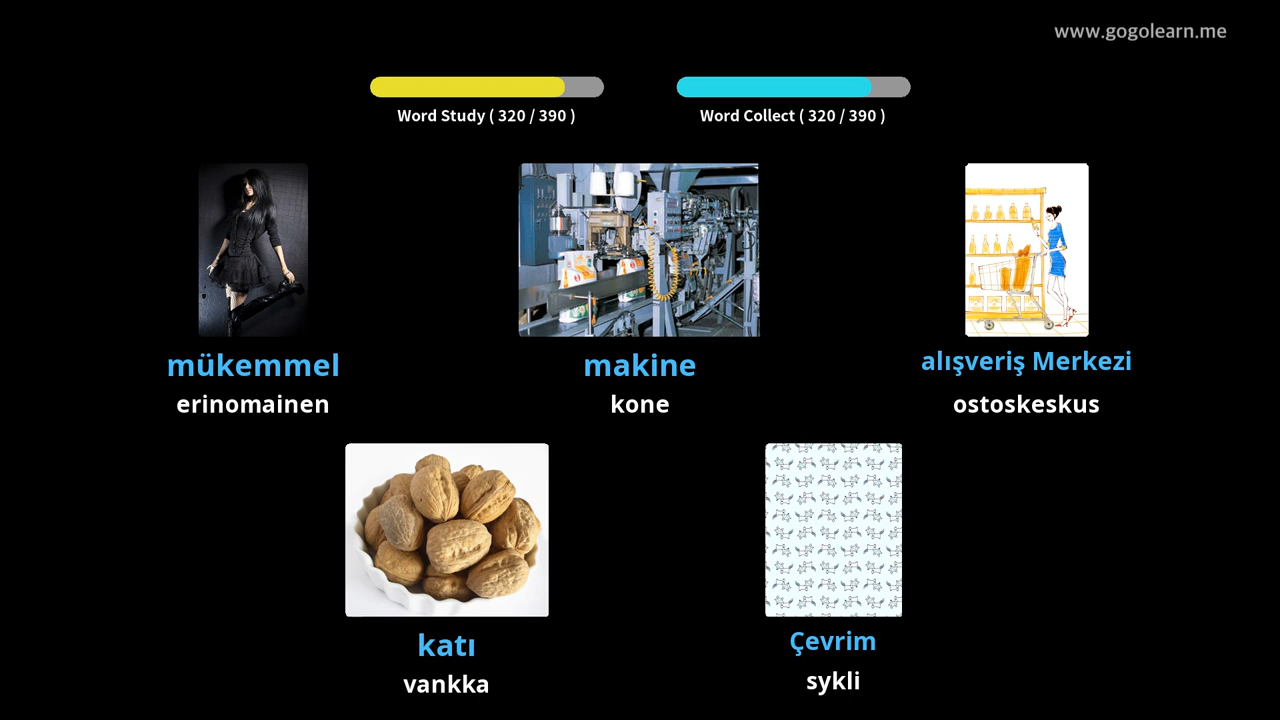 www.gogolearn.me
Word Study ( 320 / 390 )
Word Collect ( 320 / 390 )
mükemmel
erinomainen
makine
kone
alışveriş Merkezi
ostoskeskus
katı
vankka
Çevrim
sykli